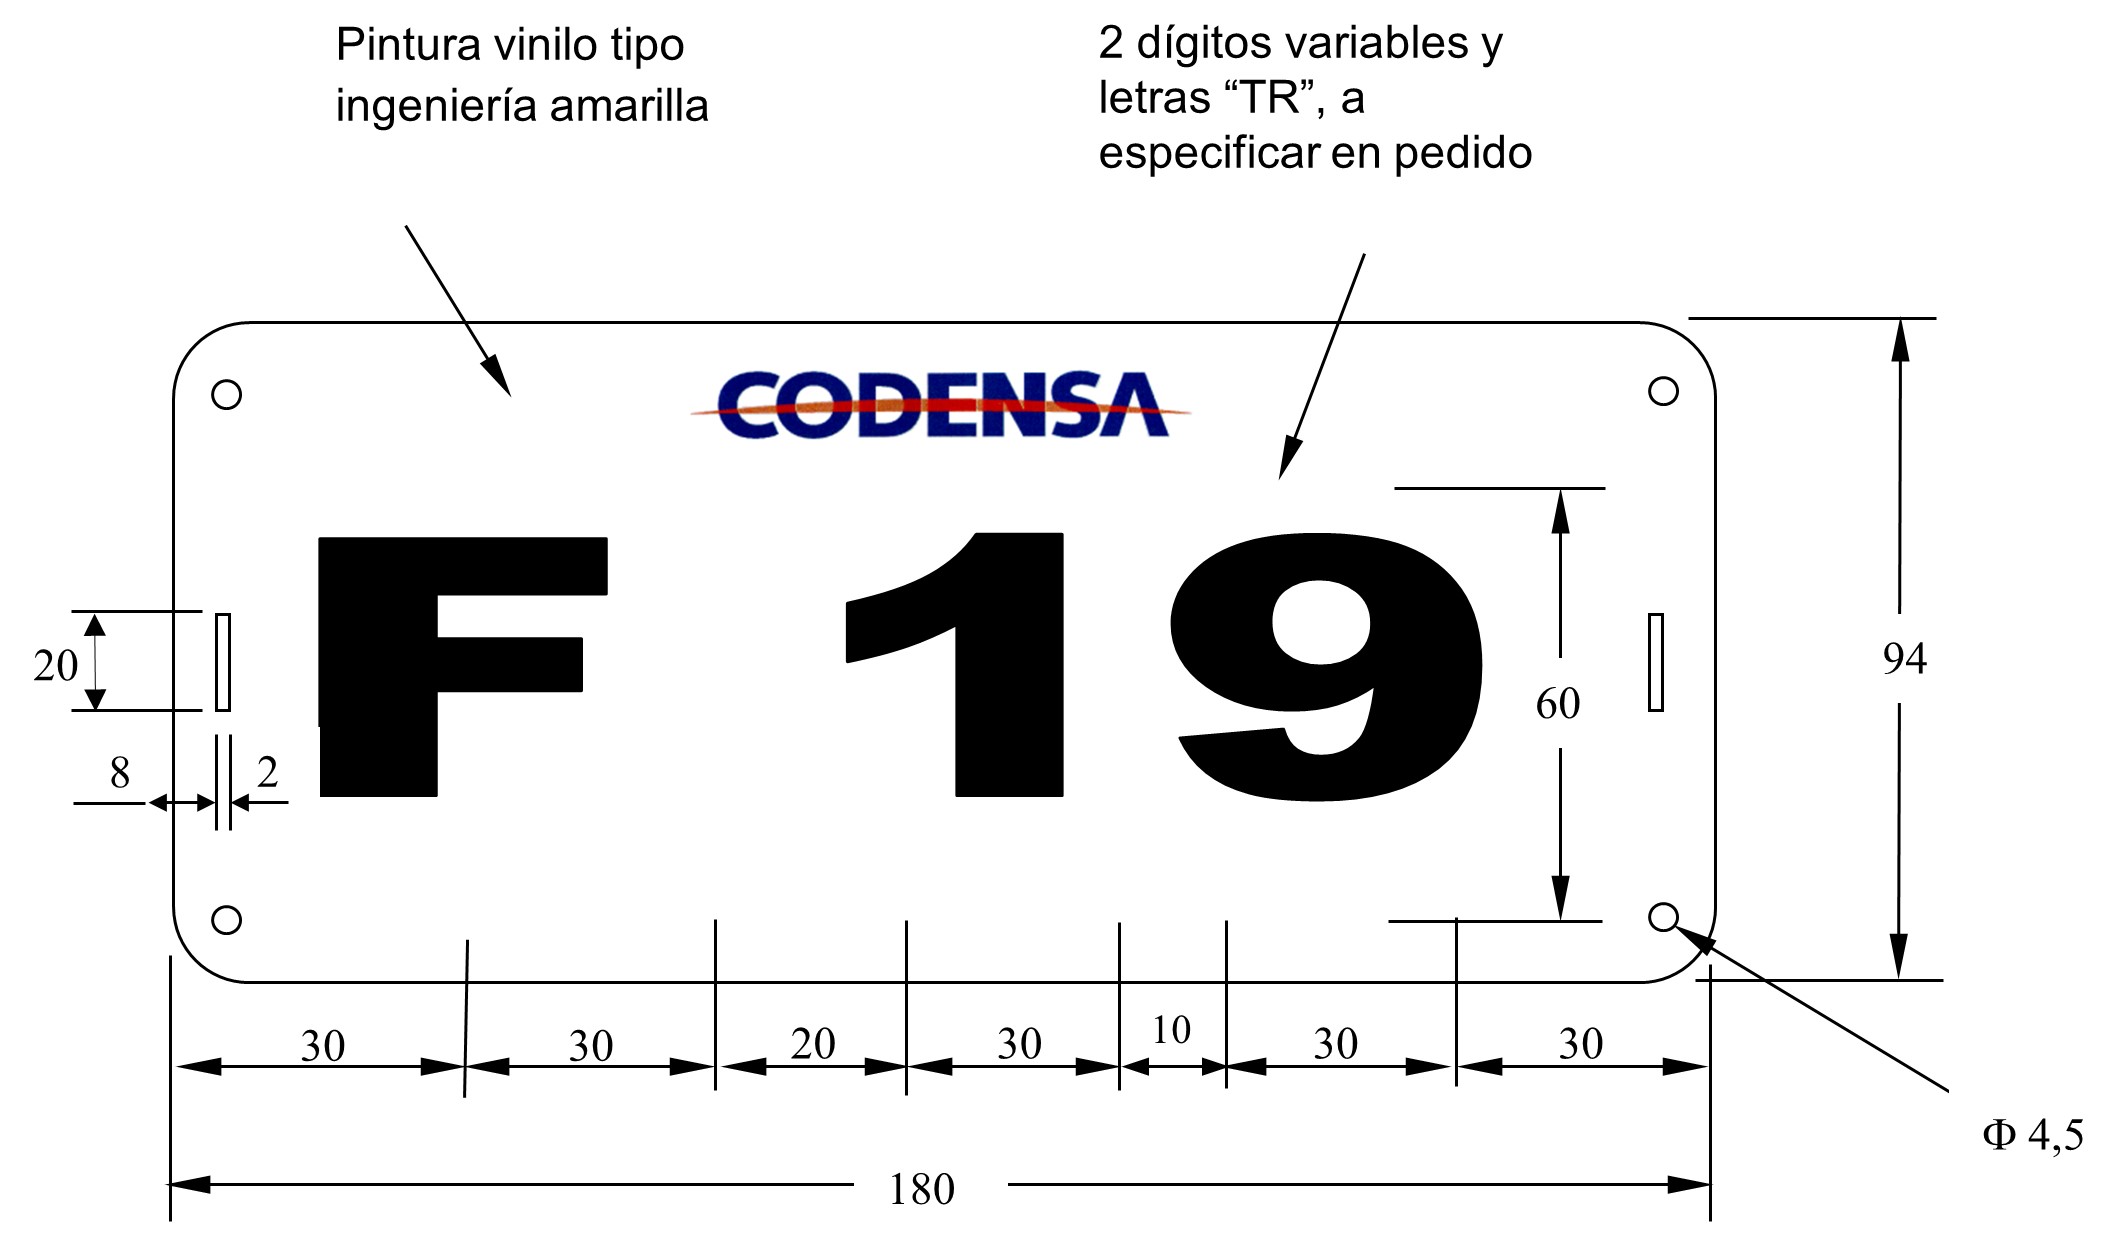 Pintura vinilo tipo
ingeniería amarilla
2 dígitos variables y
letras “TR”, a
especificar en pedido
CODENSA
F 19
20
8
2
60
94
30
30
20
30
10
30
30
Φ 4,5
180